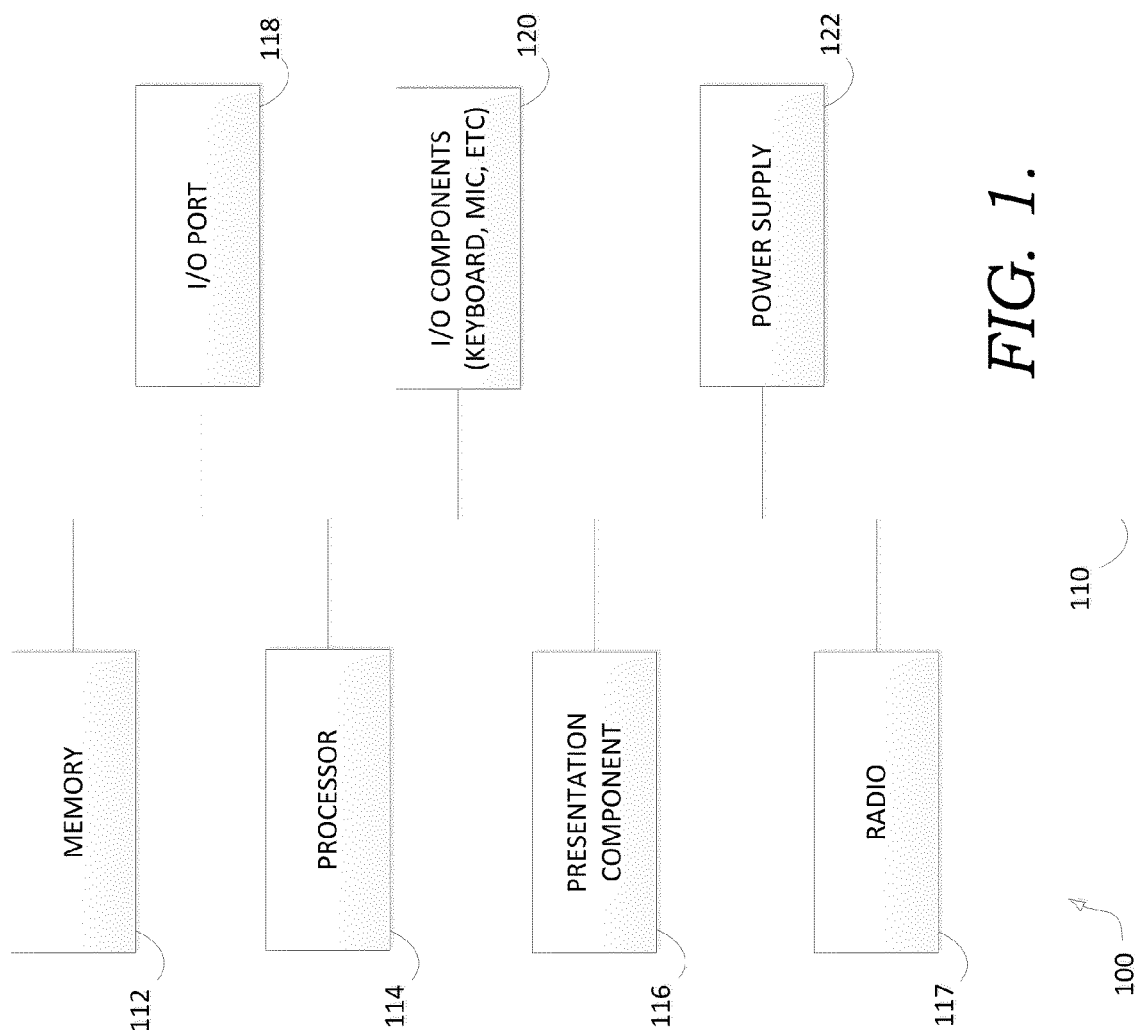 MEMORY
112
PROCESSOR
114
PRESENTATION
COMPONENT
116
RADIO
117
I/O PORT
118
I/O COMPONENTS
(KEYBOARD, MIC, ETC)
120
POWER SUPPLY
122
110
100
FIG. 1.